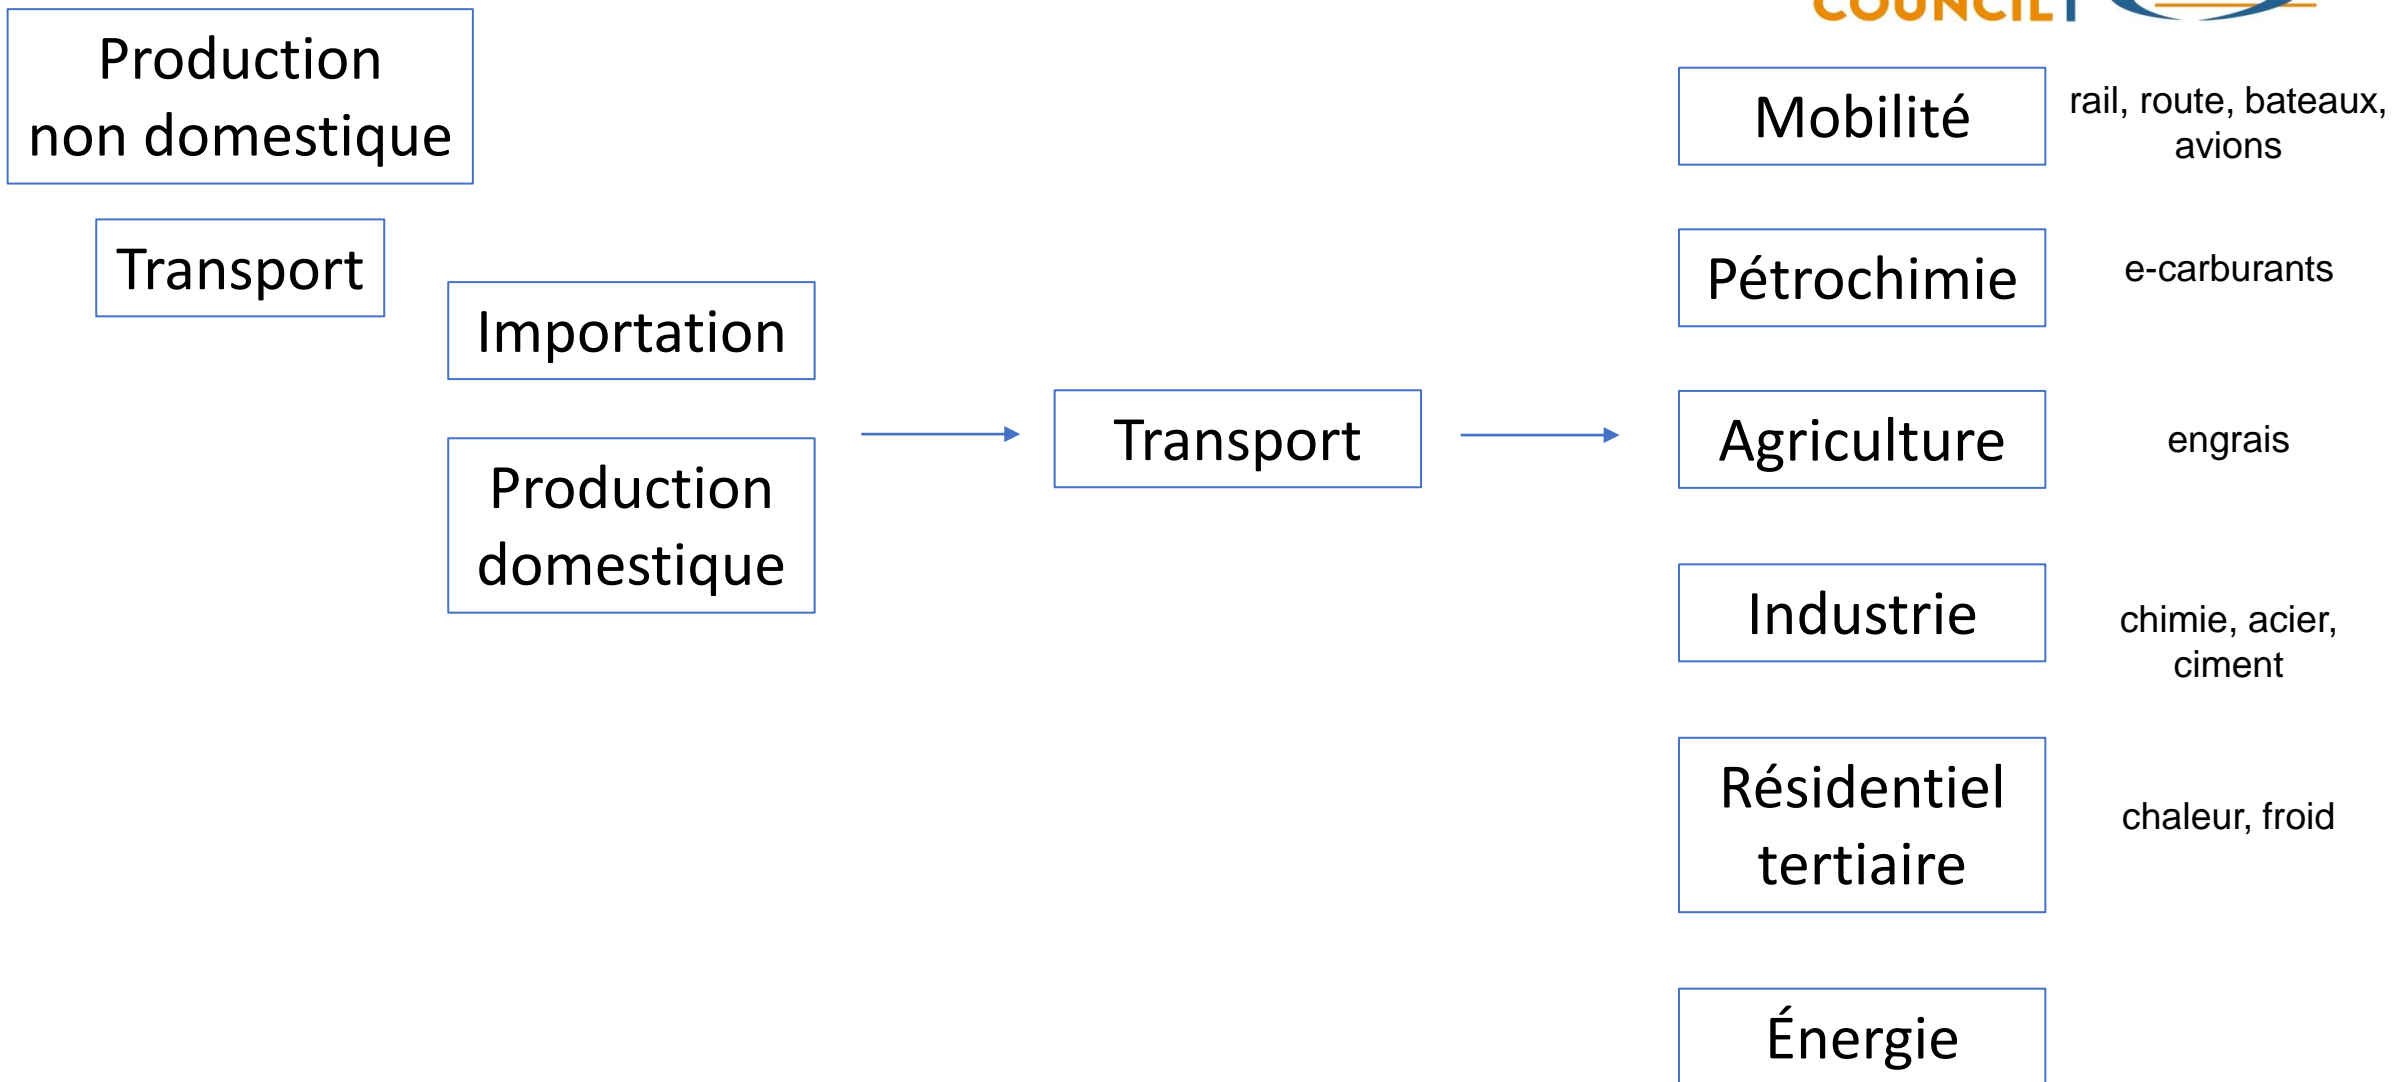 COUNCIL
Production
non domestique
Transport
Importation
Production
domestique
Transport
Mobilité
rail, route, bateaux,
avions
Pétrochimie
e-carburants
Agriculture
engrais
Industrie
chimie, acier,
ciment
Résidentiel
tertiaire
chaleur, froid
Énergie